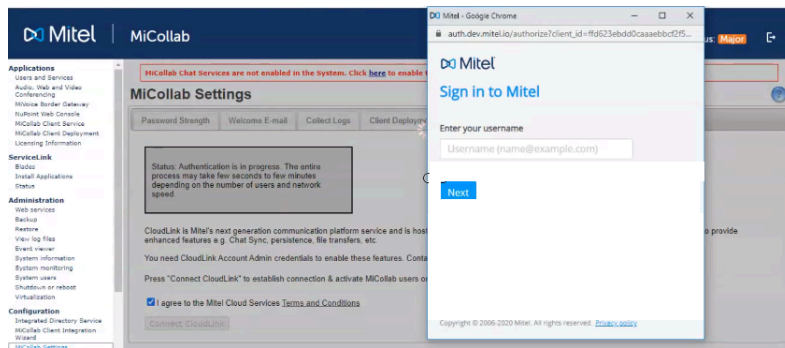 Mitel | MiCollab
us: Major
Applications
Users and Services
Audio, Web and Video
Conferencing
MiVoice Border Gateway
NuPoint Web Console
MiCollab Client Service
MiCollab Client Deployment
Licensing Information
ServiceLink
Blades
Install Applications
Status
Administration
Web services
Backup
Restore
View log files
Event viewer
System information
System monitoring
System users
Shutdown or reboot
Virtualization
Configuration
Integrated Directory Service
MiCollab Client Integration
Wizard
MiCollab Settings
MiCollab Chat Services are not enabled in the System. Click here to enable
MiCollab Settings
Password Strength
Welcome E-mail
Collect Logs
Client Deploym
Status: Authentication is in progress. The entire
process may take few seconds to few minutes
depending on the number of users and network
speed.
CloudLink is Mitel's next generation communication platform service and is host
o provide
enhanced features e.g. Chat Sync, persistence, file transfers, etc.
You need CloudLink Account Admin credentials to enable these features. Conta
Press "Connect CloudLink" to establish connection & activate MiCollab users o
I agree to the Mitel Cloud Services Terms and Conditions
Connect CloudLink
Mitel - Google Chrome
auth.dev.mitel.io/authorize?client_id=ffd623ebdd0caaaebbcf2f5...
Mitel
Sign in to Mitel
Enter your username
Username (name@example.com)
Next
Copyright © 2006-2020 Mitel. All rights reserved. Privacy policy